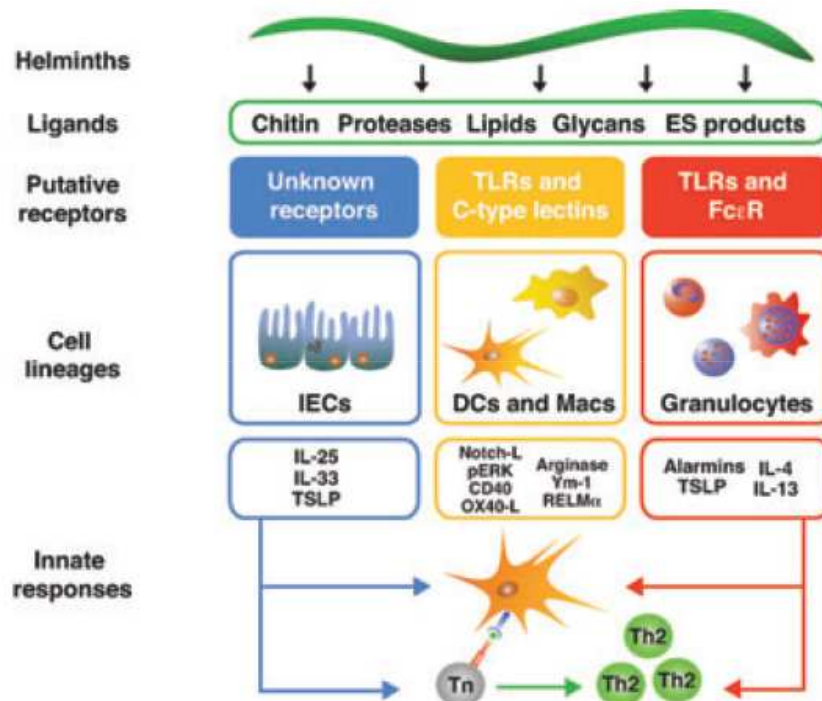 Helminths
Ligands
Chitin Proteases Lipids Glycans ES products
Putative
receptors
Unknown
receptors
TLRs and
C-type lectins
TLRs and
FcεR
Cell
lineages
IECs
DCs and Macs
Granulocytes
IL-25
IL-33
TSLP
Notch-L
pERK
CD40
OX40-L
Arginase
Ym-1
RELMα
Alarmins
TSLP
IL-4
IL-13
Innate
responses
Tn
Th2
Th2
Th2